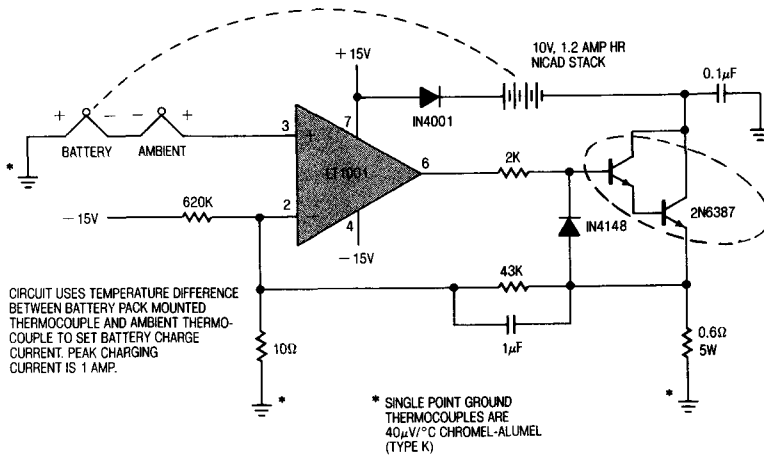 10V, 1.2 AMP HR
NICAD STACK
+15V
0.1µF
IN4001
+ - - +
BATTERY
AMBIENT
*
3
+
7
LT1001
6
2K
2N6387
-15V
620K
2
-
4
-15V
IN4148
43K
1µF
CIRCUIT USES TEMPERATURE DIFFERENCE
BETWEEN BATTERY PACK MOUNTED
THERMOCOUPLE AND AMBIENT THERMO-
COUPLE TO SET BATTERY CHARGE
CURRENT. PEAK CHARGING
CURRENT IS 1 AMP.
10Ω
*
0.6Ω
5W
*
* SINGLE POINT GROUND
THERMOCOUPLES ARE
40µV/°C CHROMEL-ALUMEL
(TYPE K)